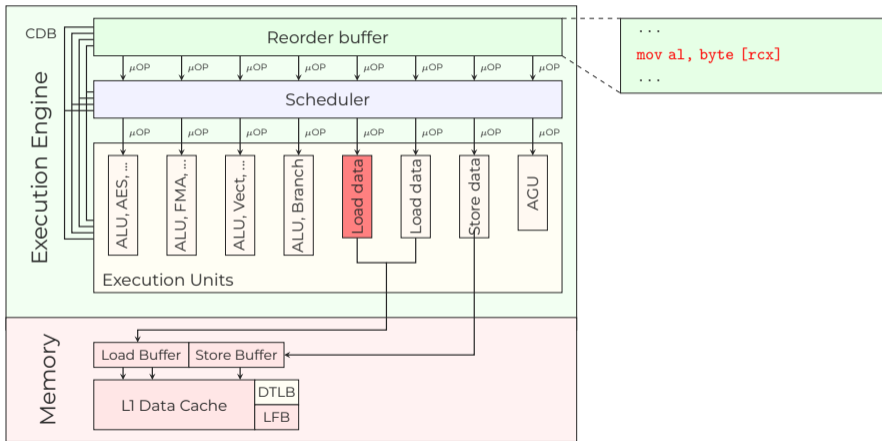 CDB
Reorder buffer
...
mov al, byte [rcx]
...
μOP μOP μOP μOP μOP μOP μOP μOP
Scheduler
μOP μOP μOP μOP μOP μOP μOP μOP
Execution Engine
ALU, AES, ...
ALU, FMA, ...
ALU, Vect, ...
ALU, Branch
Load data
Load data
Store data
AGU
Execution Units
Memory
Load Buffer
Store Buffer
L1 Data Cache
DTLB
LFB